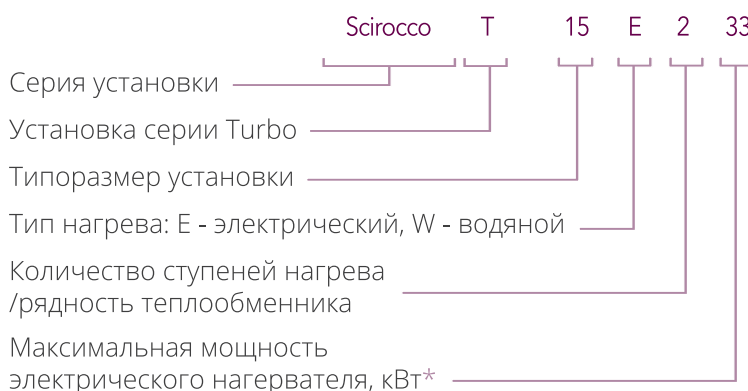 Scirocco T 15 E 2 33
Серия установки
Установка серии Turbo
Типоразмер установки
Тип нагрева: E - электрический, W - водяной
Количество ступеней нагрева
/рядность теплообменника
Максимальная мощность
электрического нагервателя, кВт*